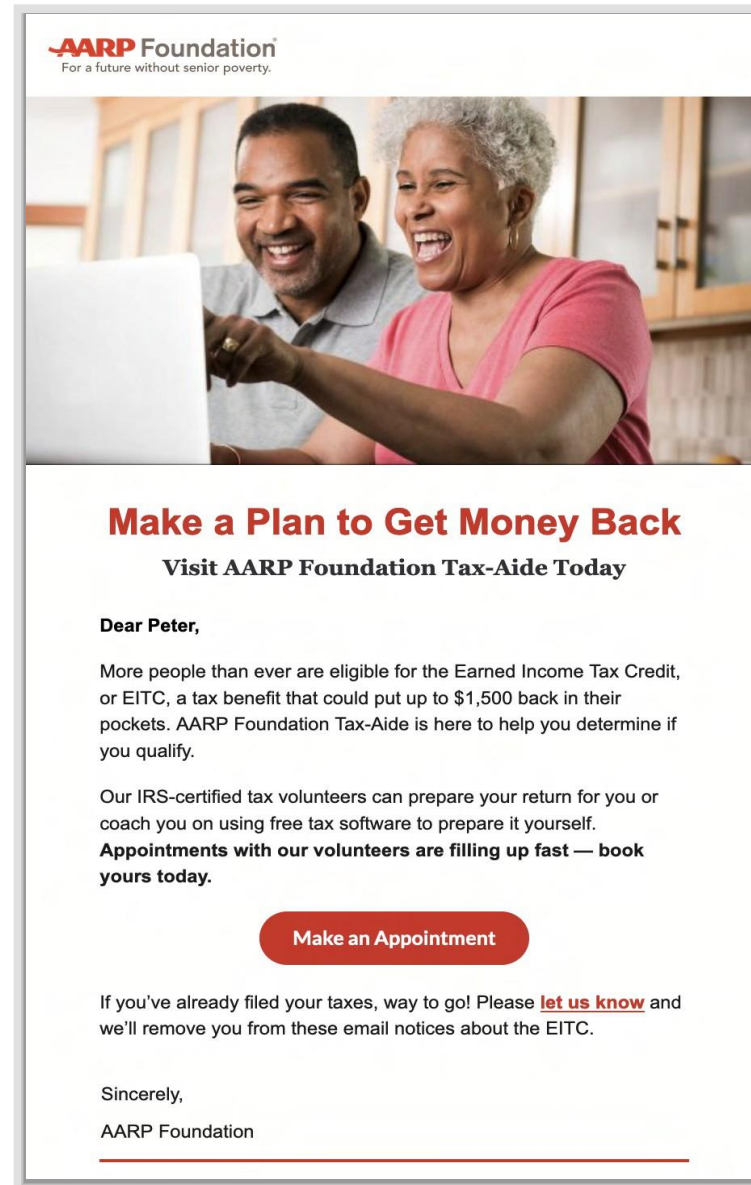 AARP Foundation®
For a future without senior poverty.
Make a Plan to Get Money Back
Visit AARP Foundation Tax-Aide Today
Dear Peter,
More people than ever are eligible for the Earned Income Tax Credit,
or EITC, a tax benefit that could put up to $1,500 back in their
pockets. AARP Foundation Tax-Aide is here to help you determine if
you qualify.
Our IRS-certified tax volunteers can prepare your return for you or
coach you on using free tax software to prepare it yourself.
Appointments with our volunteers are filling up fast — book
yours today.
Make an Appointment
If you’ve already filed your taxes, way to go! Please let us know and
we’ll remove you from these email notices about the EITC.
Sincerely,
AARP Foundation